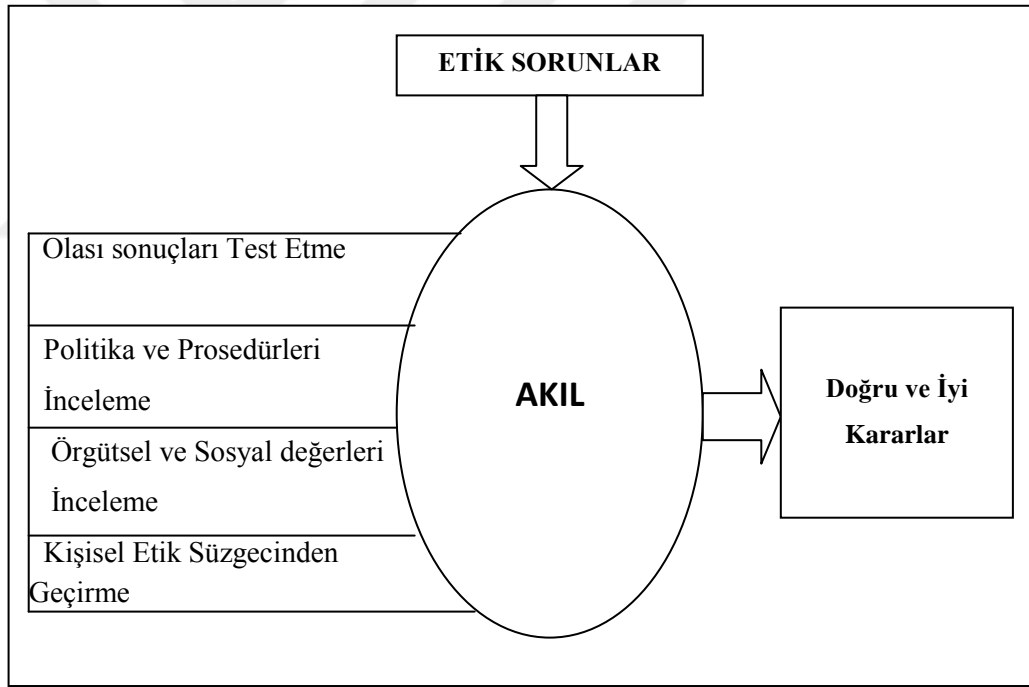 ETİK SORUNLAR
Olası sonuçları Test Etme
Politika ve Prosedürleri
İnceleme
Örgütsel ve Sosyal değerleri
İnceleme
Kişisel Etik Süzgecinden
Geçirme
AKIL
Doğru ve İyi
Kararlar